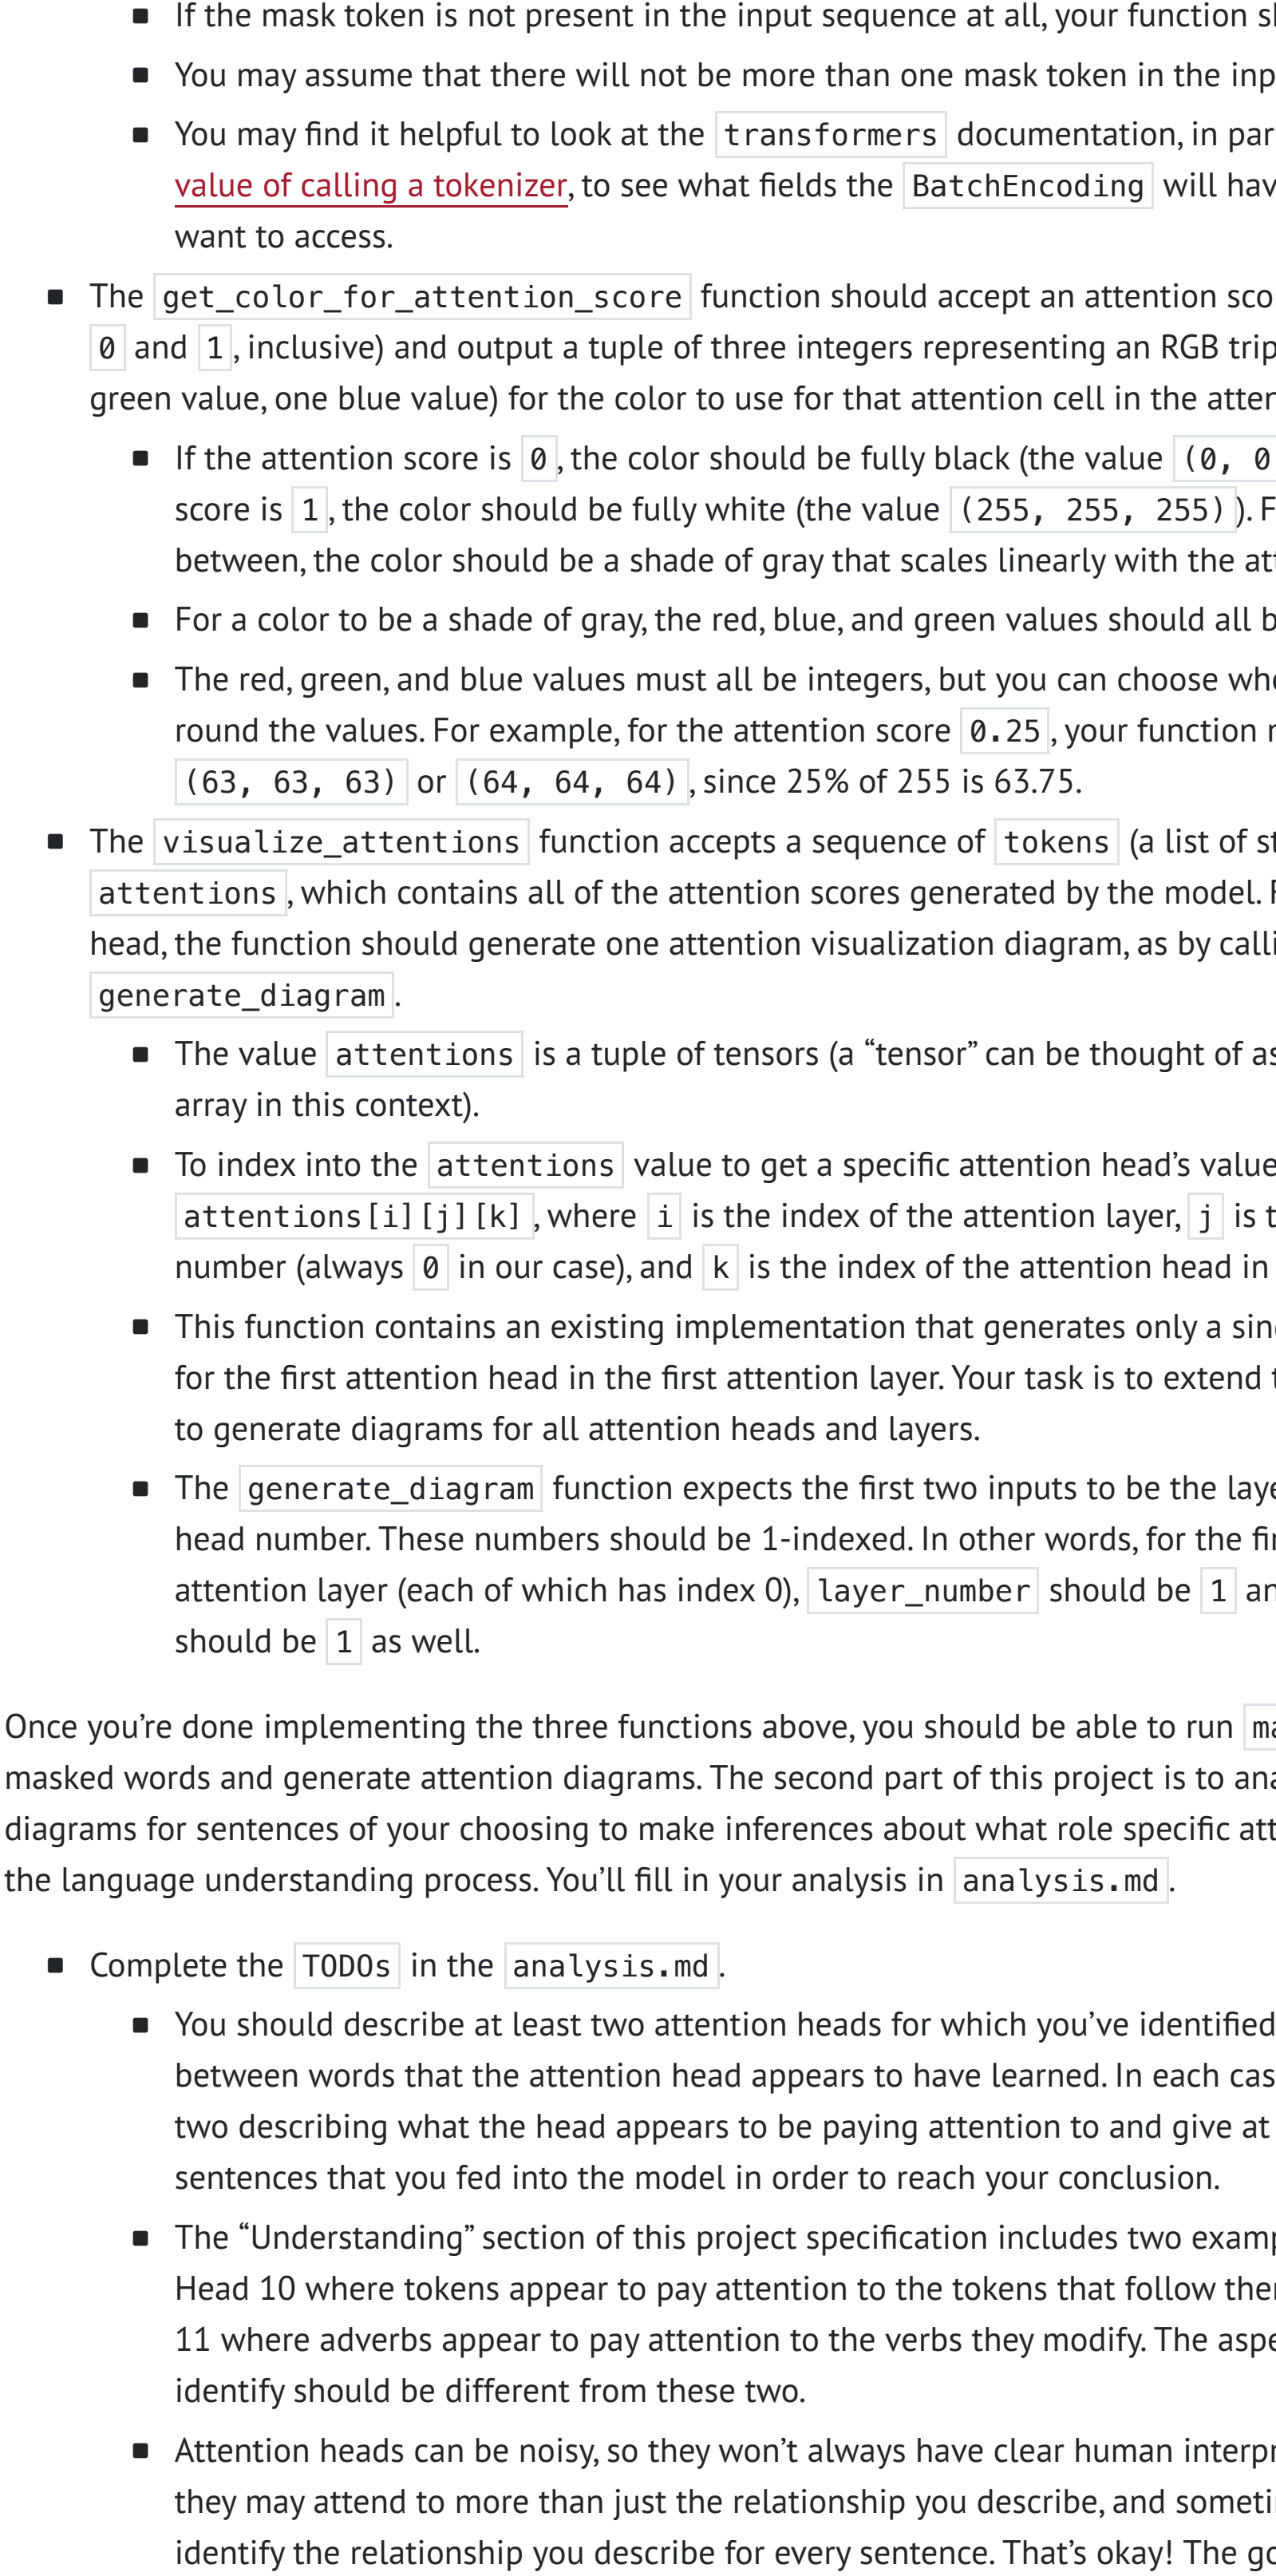 If the mask token is not present in the input sequence at all, your function
You may assume that there will not be more than one mask token in the
You may find it helpful to look at the transformers documentation, in
value of calling a tokenizer, to see what fields the BatchEncoding will
want to access.
The get_color_for_attention_score function should accept an attention
0 and 1, inclusive) and output a tuple of three integers representing an RGB
green value, one blue value) for the color to use for that attention cell in the
If the attention score is 0, the color should be fully black (the value (0, 0
score is 1, the color should be fully white (the value (255, 255, 255)).
between, the color should be a shade of gray that scales linearly with the
For a color to be a shade of gray, the red, blue, and green values should all
The red, green, and blue values must all be integers, but you can choose
round the values. For example, for the attention score 0.25, your function
(63, 63, 63) or (64, 64, 64), since 25% of 255 is 63.75.
The visualize_attentions function accepts a sequence of tokens (a list of
attentions, which contains all of the attention scores generated by the model.
head, the function should generate one attention visualization diagram, as by
generate_diagram.
The value attentions is a tuple of tensors (a “tensor” can be thought of as
array in this context).
To index into the attentions value to get a specific attention head’s value
attentions[i][j][k], where i is the index of the attention layer, j is
number (always 0 in our case), and k is the index of the attention head in
This function contains an existing implementation that generates only a
for the first attention head in the first attention layer. Your task is to extend
to generate diagrams for all attention heads and layers.
The generate_diagram function expects the first two inputs to be the
head number. These numbers should be 1-indexed. In other words, for the
attention layer (each of which has index 0), layer_number should be 1
should be 1 as well.
Once you’re done implementing the three functions above, you should be able to run
masked words and generate attention diagrams. The second part of this project is to
diagrams for sentences of your choosing to make inferences about what role specific
the language understanding process. You’ll fill in your analysis in analysis.md.
Complete the TODOs in the analysis.md.
You should describe at least two attention heads for which you’ve identified
between words that the attention head appears to have learned. In each
two describing what the head appears to be paying attention to and give at
sentences that you fed into the model in order to reach your conclusion.
The “Understanding” section of this project specification includes two
Head 10 where tokens appear to pay attention to the tokens that follow
11 where adverbs appear to pay attention to the verbs they modify. The
identify should be different from these two.
Attention heads can be noisy, so they won’t always have clear human
they may attend to more than just the relationship you describe, and
identify the relationship you describe for every sentence. That’s okay! The